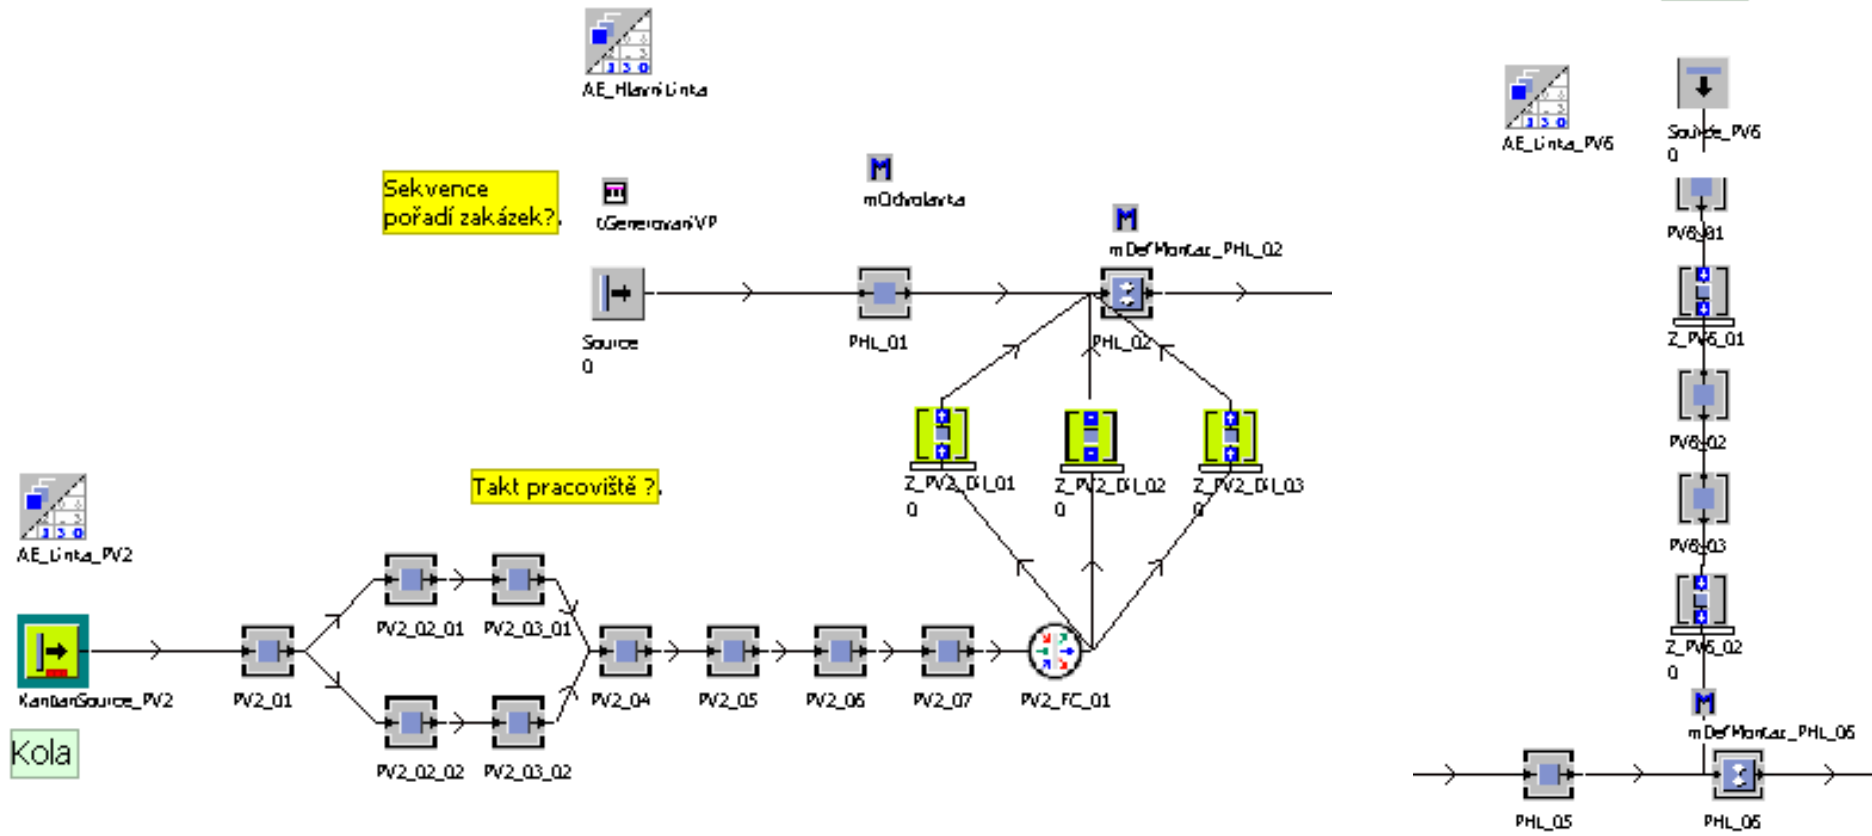 AE_HlavniLinka
Sekvence
pořadí zakázek?
tGenerovaniVP
mOdvolavka
mDefMontaz_PHL_02
Source
0
PHL_01
PHL_02
Z_PV2_Dil_01
0
Z_PV2_Dil_02
0
Z_PV2_Dil_03
0
Takt pracoviště ?
AE_Linka_PV2
KanbanSource_PV2
PV2_01
PV2_02_01
PV2_03_01
PV2_02_02
PV2_03_02
PV2_04
PV2_05
PV2_06
PV2_07
PV2_FC_01
Kola
AE_Linka_PV6
Source_PV6
0
PV6_01
Z_PV6_01
PV6_02
PV6_03
Z_PV6_02
0
mDefMontaz_PHL_06
PHL_05
PHL_06